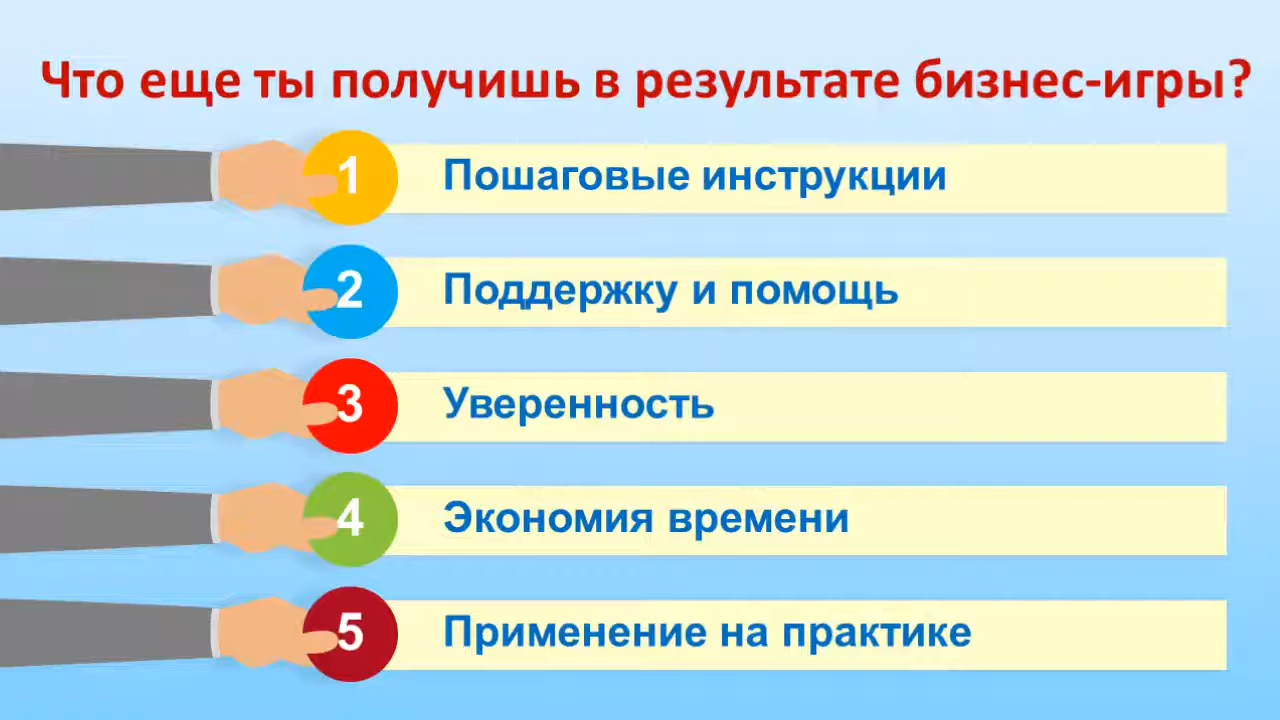 Что еще ты получишь в результате бизнес-игры?
1 Пошаговые инструкции
2 Поддержку и помощь
3 Уверенность
4 Экономия времени
5 Применение на практике